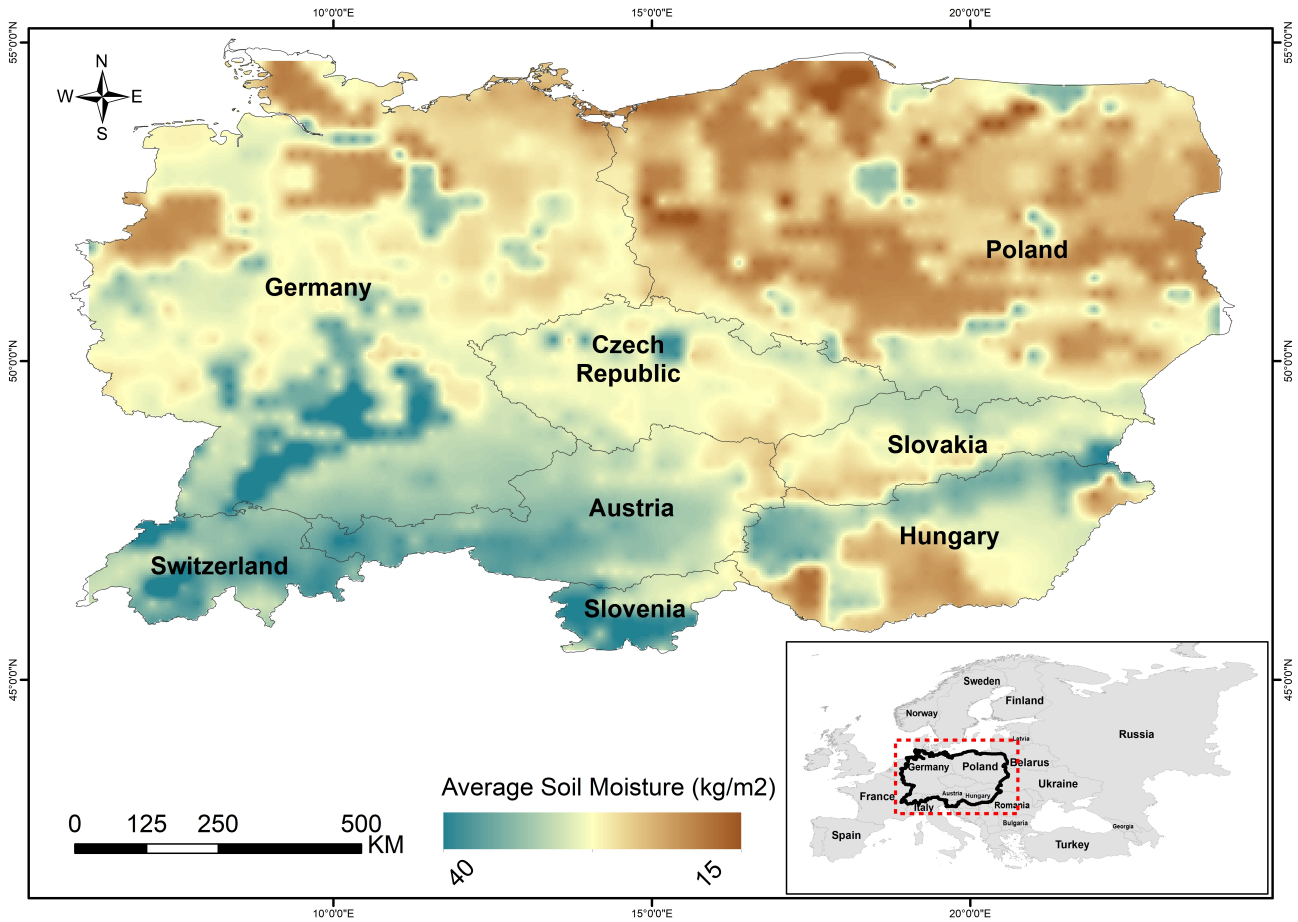 10°0'0"E
15°0'0"E
20°0'0"E
55°0'0"N
55°0'0"N
N
W
E
S
Poland
Germany
Czech
Republic
50°0'0"N
50°0'0"N
Slovakia
Austria
Hungary
Switzerland
Slovenia
45°0'0"N
45°0'0"N
Sweden
Finland
Norway
Russia
Latvia
Germany
Poland
Belarus
Ukraine
France
Austria
Hungary
Italy
Romania
Bulgaria
Georgia
Spain
Turkey
Average Soil Moisture (kg/m2)
0
125
250
500
KM
40
15
10°0'0"E
15°0'0"E
20°0'0"E